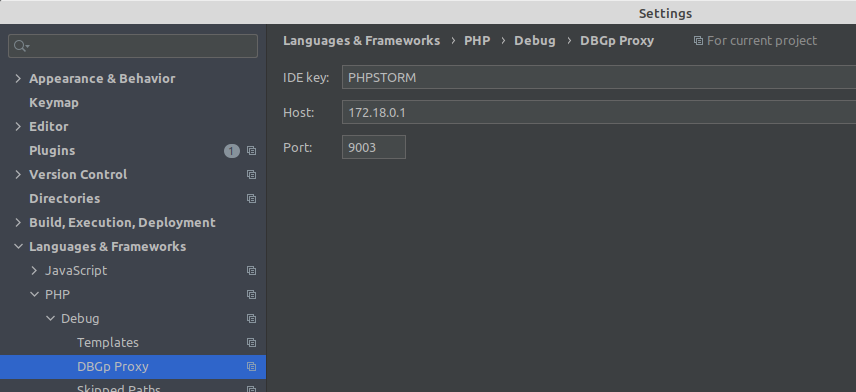 Settings
Languages & Frameworks › PHP › Debug › DBGp Proxy For current project
IDE key: PHPSTORM
Host: 172.18.0.1
Port: 9003
Appearance & Behavior
Keymap
Editor
Plugins 1
Version Control
Directories
Build, Execution, Deployment
Languages & Frameworks
JavaScript
PHP
Debug
Templates
DBGp Proxy
Skipped Paths